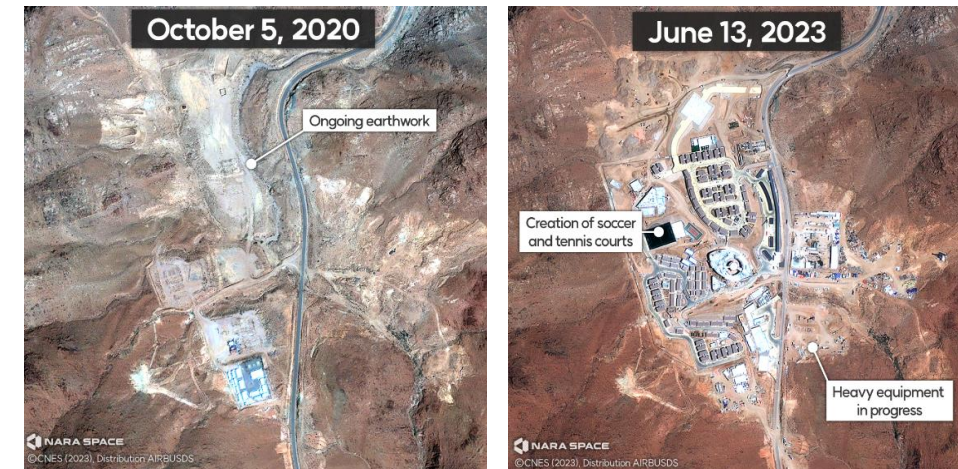 October 5, 2020
Ongoing earthwork
NARA SPACE
©CNES (2023), Distribution AIRBUSDS
June 13, 2023
Creation of soccer
and tennis courts
Heavy equipment
in progress
NARA SPACE
©CNES (2023), Distribution AIRBUSDS